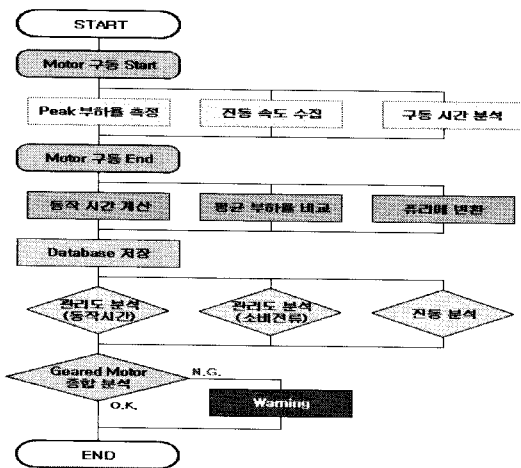 START
Motor 구동 Start
Peak 부하율 측정
진동 속도 수집
구동 시간 분석
Motor 구동 End
동작 시간 계산
평균 부하율 비교
퓨리에 변환
Database 저장
관리도 분석
(동작시간)
관리도 분석
(소비전류)
진동 분석
Geared Motor
종합 분석
N.G.
O.K.
Warning
END